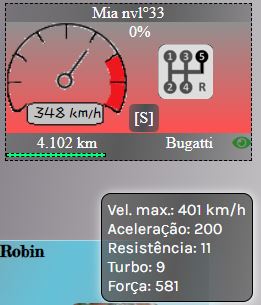 Mia nvl°33
0%
1 3 5
348 km/h
2 4 R
[S]
4.102 km Bugatti
Vel. max.: 401 km/h
Aceleração: 200
Robin
Resistência: 11
Turbo: 9
Força: 581